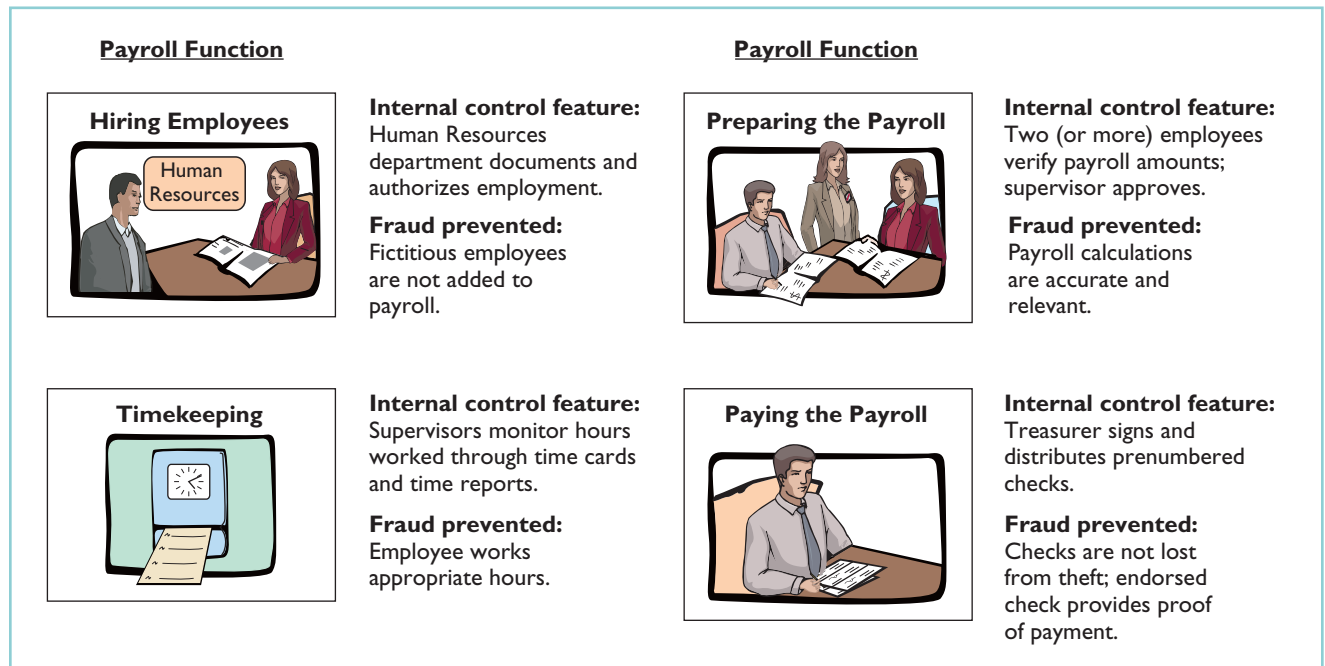 Payroll Function
Hiring Employees
Human
Resources
Internal control feature:
Human Resources
department documents and
authorizes employment.
Fraud prevented:
Fictitious employees
are not added to
payroll.
Timekeeping
Internal control feature:
Supervisors monitor hours
worked through time cards
and time reports.
Fraud prevented:
Employee works
appropriate hours.
Payroll Function
Preparing the Payroll
Internal control feature:
Two (or more) employees
verify payroll amounts;
supervisor approves.
Fraud prevented:
Payroll calculations
are accurate and
relevant.
Paying the Payroll
Internal control feature:
Treasurer signs and
distributes prenumbered
checks.
Fraud prevented:
Checks are not lost
from theft; endorsed
check provides proof
of payment.